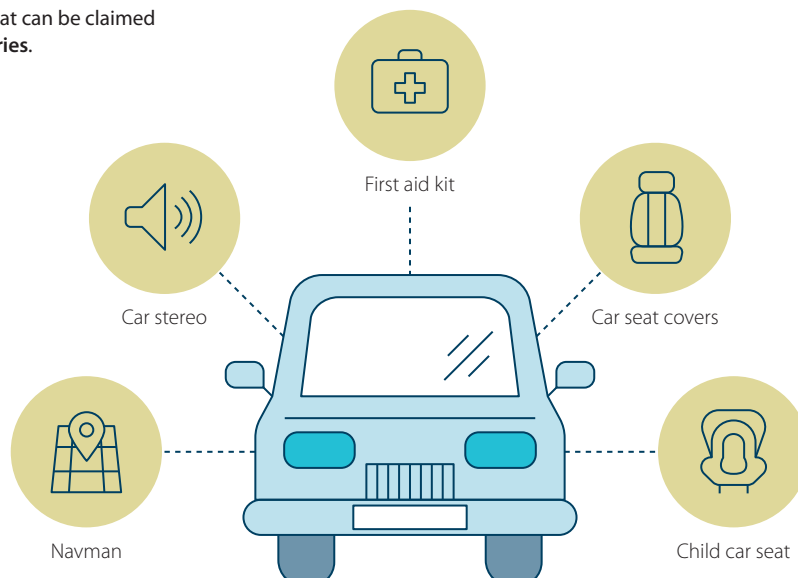 at can be claimed
ries.
First aid kit
Car stereo
Car seat covers
Navman
Child car seat